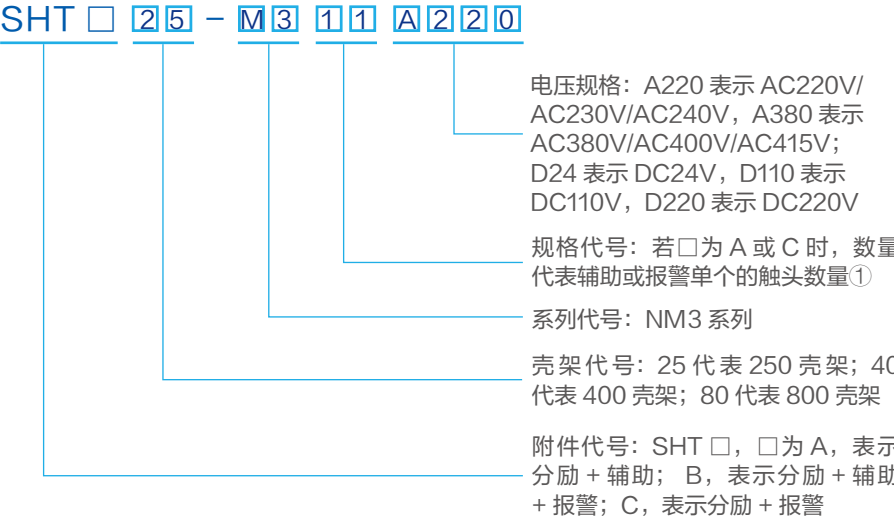 SHT □ 25-M311A220
电压规格：A220 表示 AC220V/
AC230V/AC240V，A380 表示
AC380V/AC400V/AC415V；
D24 表示 DC24V，D110 表示
DC110V，D220 表示 DC220V
规格代号：若□为 A 或 C 时，数量
代表辅助或报警单个的触头数量①
系列代号：NM3 系列
壳架代号：25 代表 250 壳架；40
代表 400 壳架；80 代表 800 壳架
附件代号：SHT □，□为 A，表示
分励 + 辅助； B，表示分励 + 辅助
+ 报警；C，表示分励 + 报警